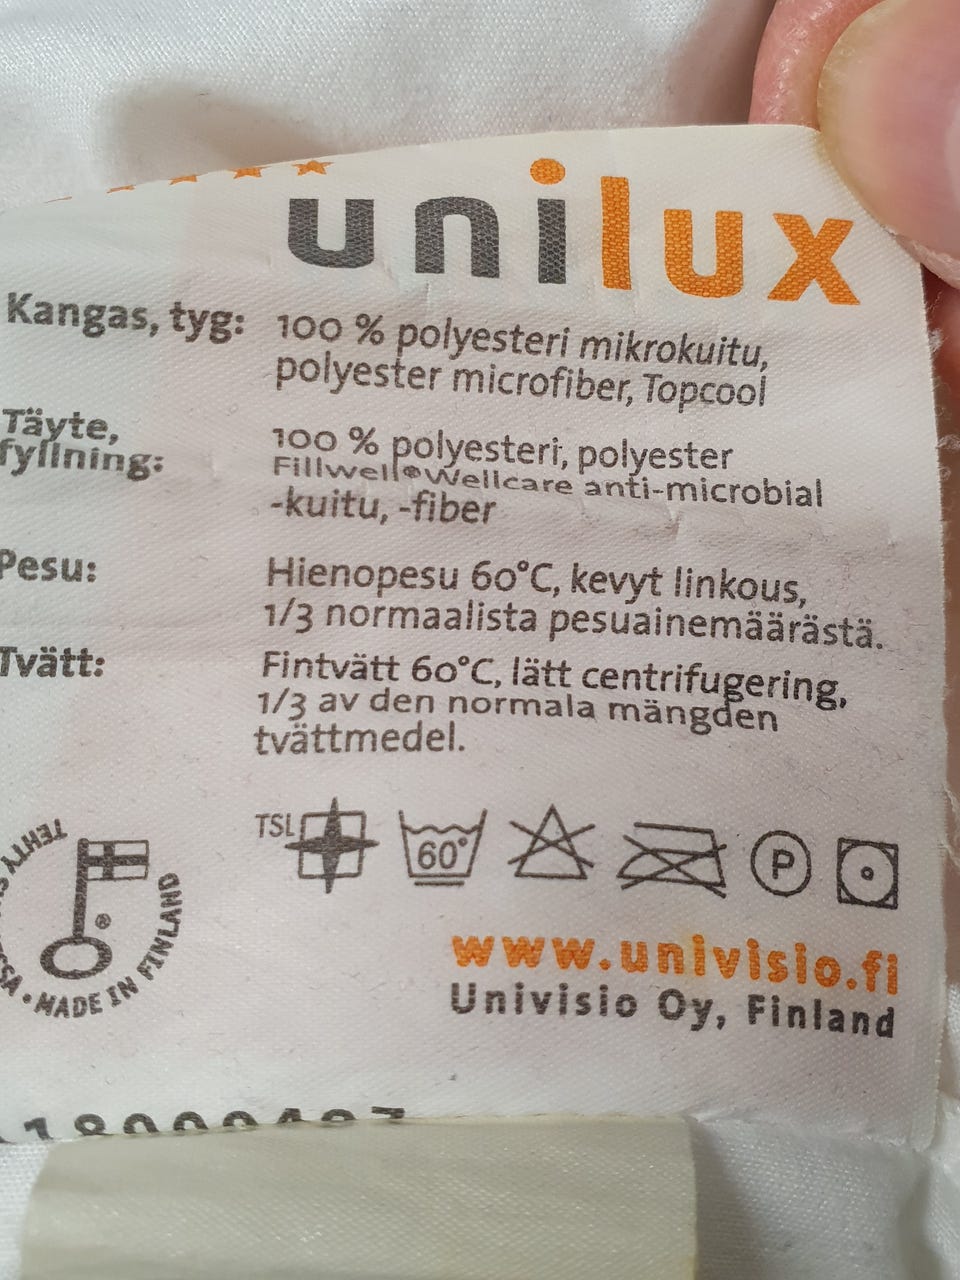 unilux
Kangas, tyg: 100 % polyesteri mikrokuitu,
polyester microfiber, Topcool
Täyte,
fyllning: 100 % polyesteri, polyester
Fillwell®Wellcare anti-microbial
-kuitu, -fiber
Pesu: Hienopesu 60°C, kevyt linkous,
1/3 normaalista pesuainemäärästä.
Tvätt: Fintvätt 60°C, lätt centrifugering,
1/3 av den normala mängden
tvättmedel.
TSL 60° P
TEHTY
® MADE IN FINLAND
www.univisio.fi
Univisio Oy, Finland